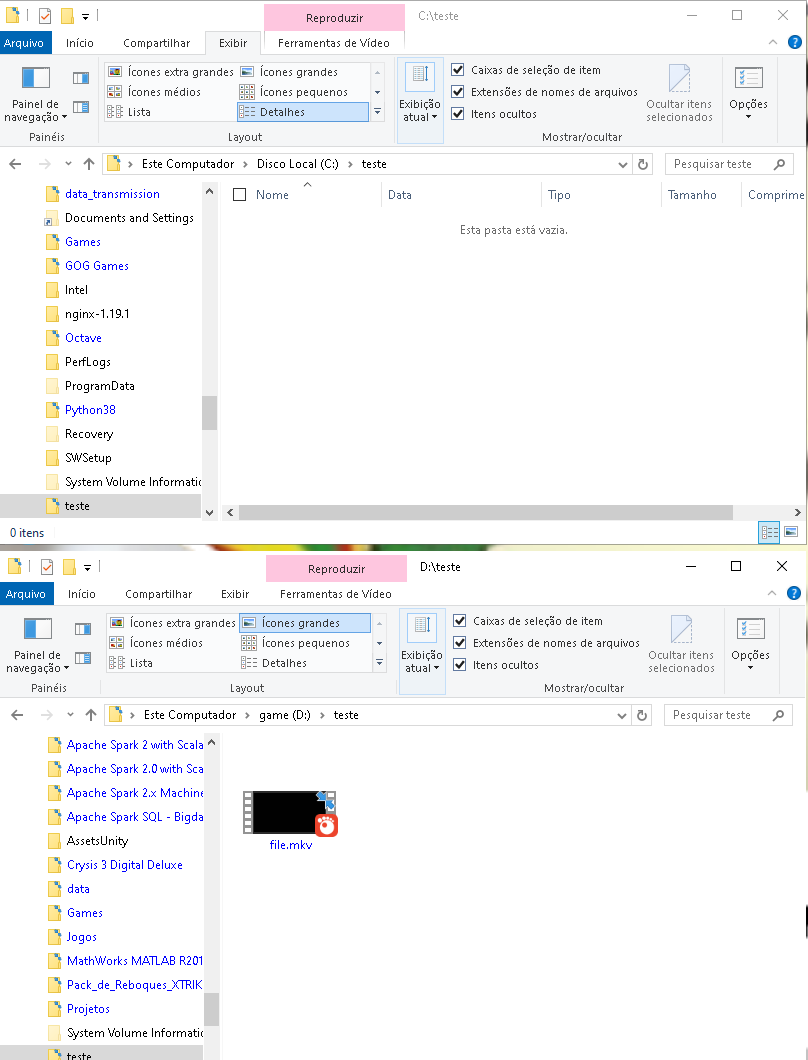 Reproduzir
C:\teste
Arquivo
Início
Compartilhar
Exibir
Ferramentas de Vídeo
Painel de navegação
Ícones extra grandes
Ícones grandes
Ícones médios
Ícones pequenos
Lista
Detalhes
Exibição atual
Caixas de seleção de item
Extensões de nomes de arquivos
Itens ocultos
Ocultar itens selecionados
Opções
Painéis
Layout
Mostrar/ocultar
Este Computador
Disco Local (C:)
teste
Pesquisar teste
data_transmission
Documents and Settings
Games
GOG Games
Intel
nginx-1.19.1
Octave
PerfLogs
ProgramData
Python38
Recovery
SWSetup
System Volume Informatic
teste
Nome
Data
Tipo
Tamanho
Comprime
Esta pasta está vazia.
0 itens
Reproduzir
D:\teste
Arquivo
Início
Compartilhar
Exibir
Ferramentas de Vídeo
Painel de navegação
Ícones extra grandes
Ícones grandes
Ícones médios
Ícones pequenos
Lista
Detalhes
Exibição atual
Caixas de seleção de item
Extensões de nomes de arquivos
Itens ocultos
Ocultar itens selecionados
Opções
Painéis
Layout
Mostrar/ocultar
Este Computador
game (D:)
teste
Pesquisar teste
Apache Spark 2 with Scala
Apache Spark 2.0 with Sca
Apache Spark 2.x Machine
Apache Spark SQL - Bigda
AssetsUnity
Crysis 3 Digital Deluxe
data
Games
Jogos
MathWorks MATLAB R201
Pack_de_Reboques_XTRIK
Projetos
System Volume Informatic
teste
file.mkv